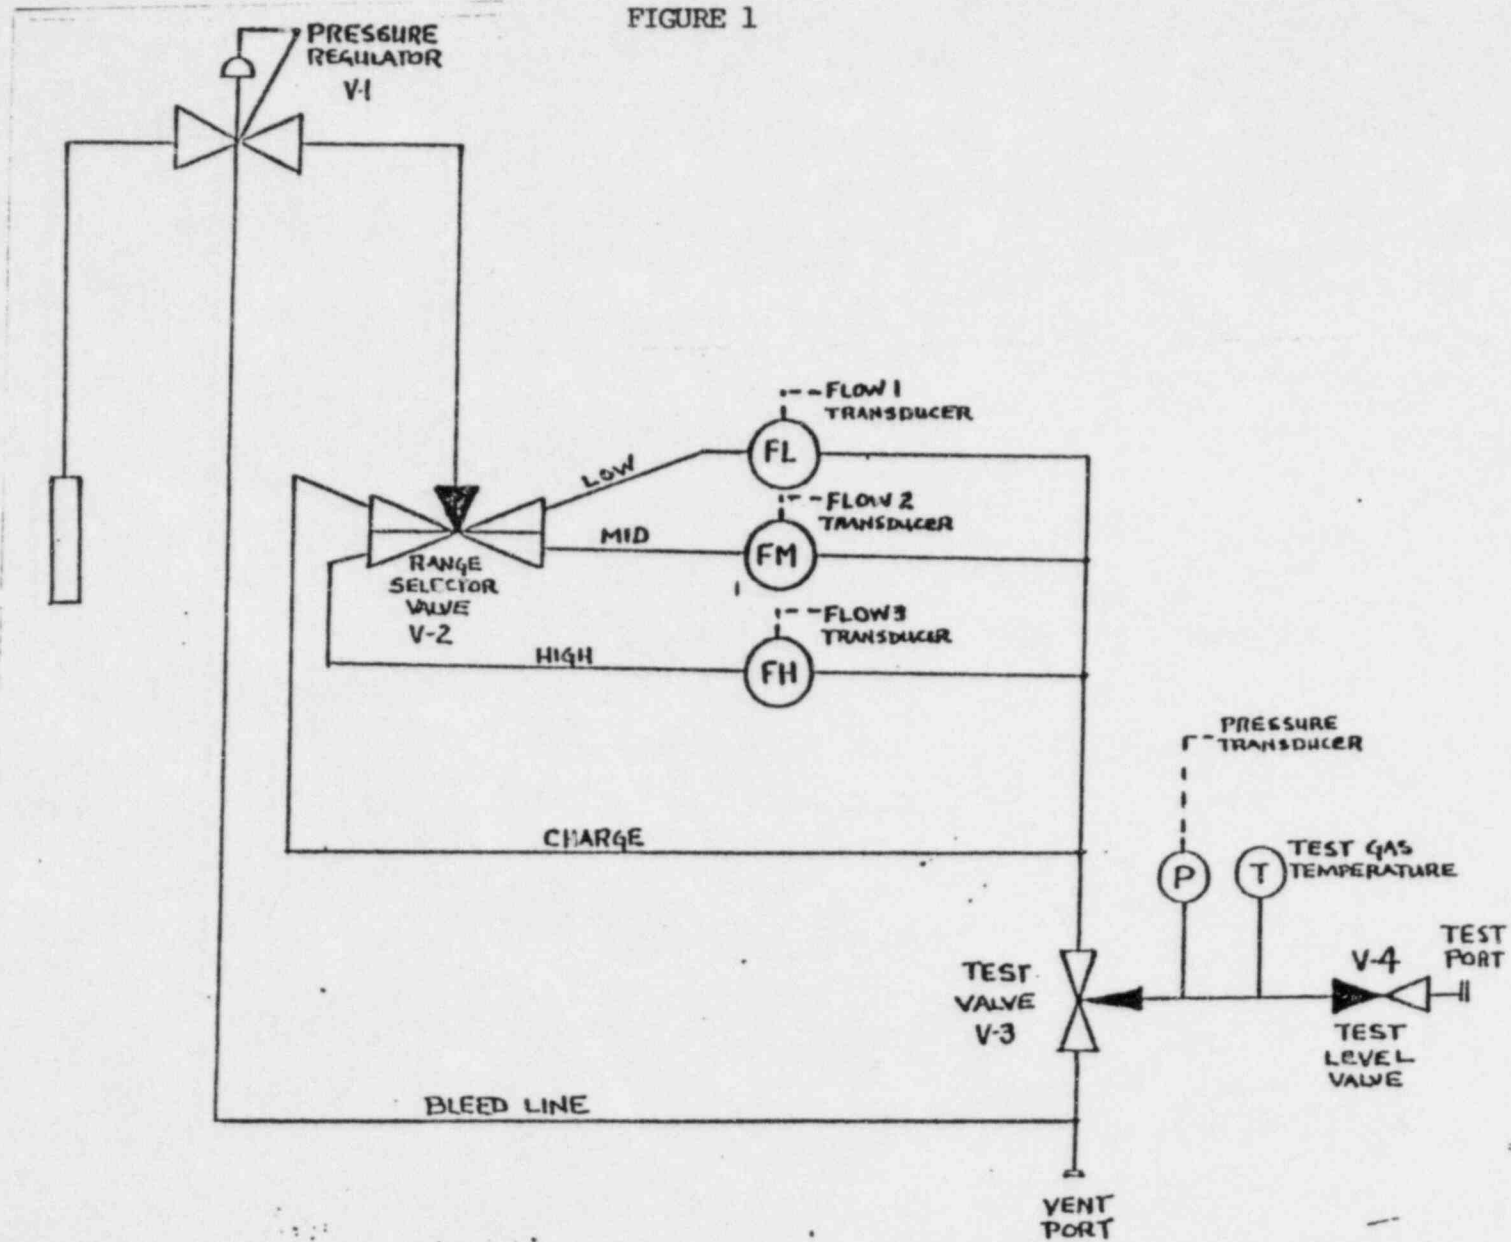 FIGURE 1
PRESSURE
REGULATOR
V-1
FLOW 1
TRANSDUCER
LOW
FL
FLOW 2
TRANSDUCER
MID
FM
RANGE
SELECTOR
VALVE
V-2
FLOW 3
TRANSDUCER
HIGH
FH
PRESSURE
TRANSDUCER
CHARGE
P
T
TEST GAS
TEMPERATURE
TEST
VALVE
V-3
V-4
TEST
PORT
TEST
LEVEL
VALVE
BLEED LINE
VENT
PORT